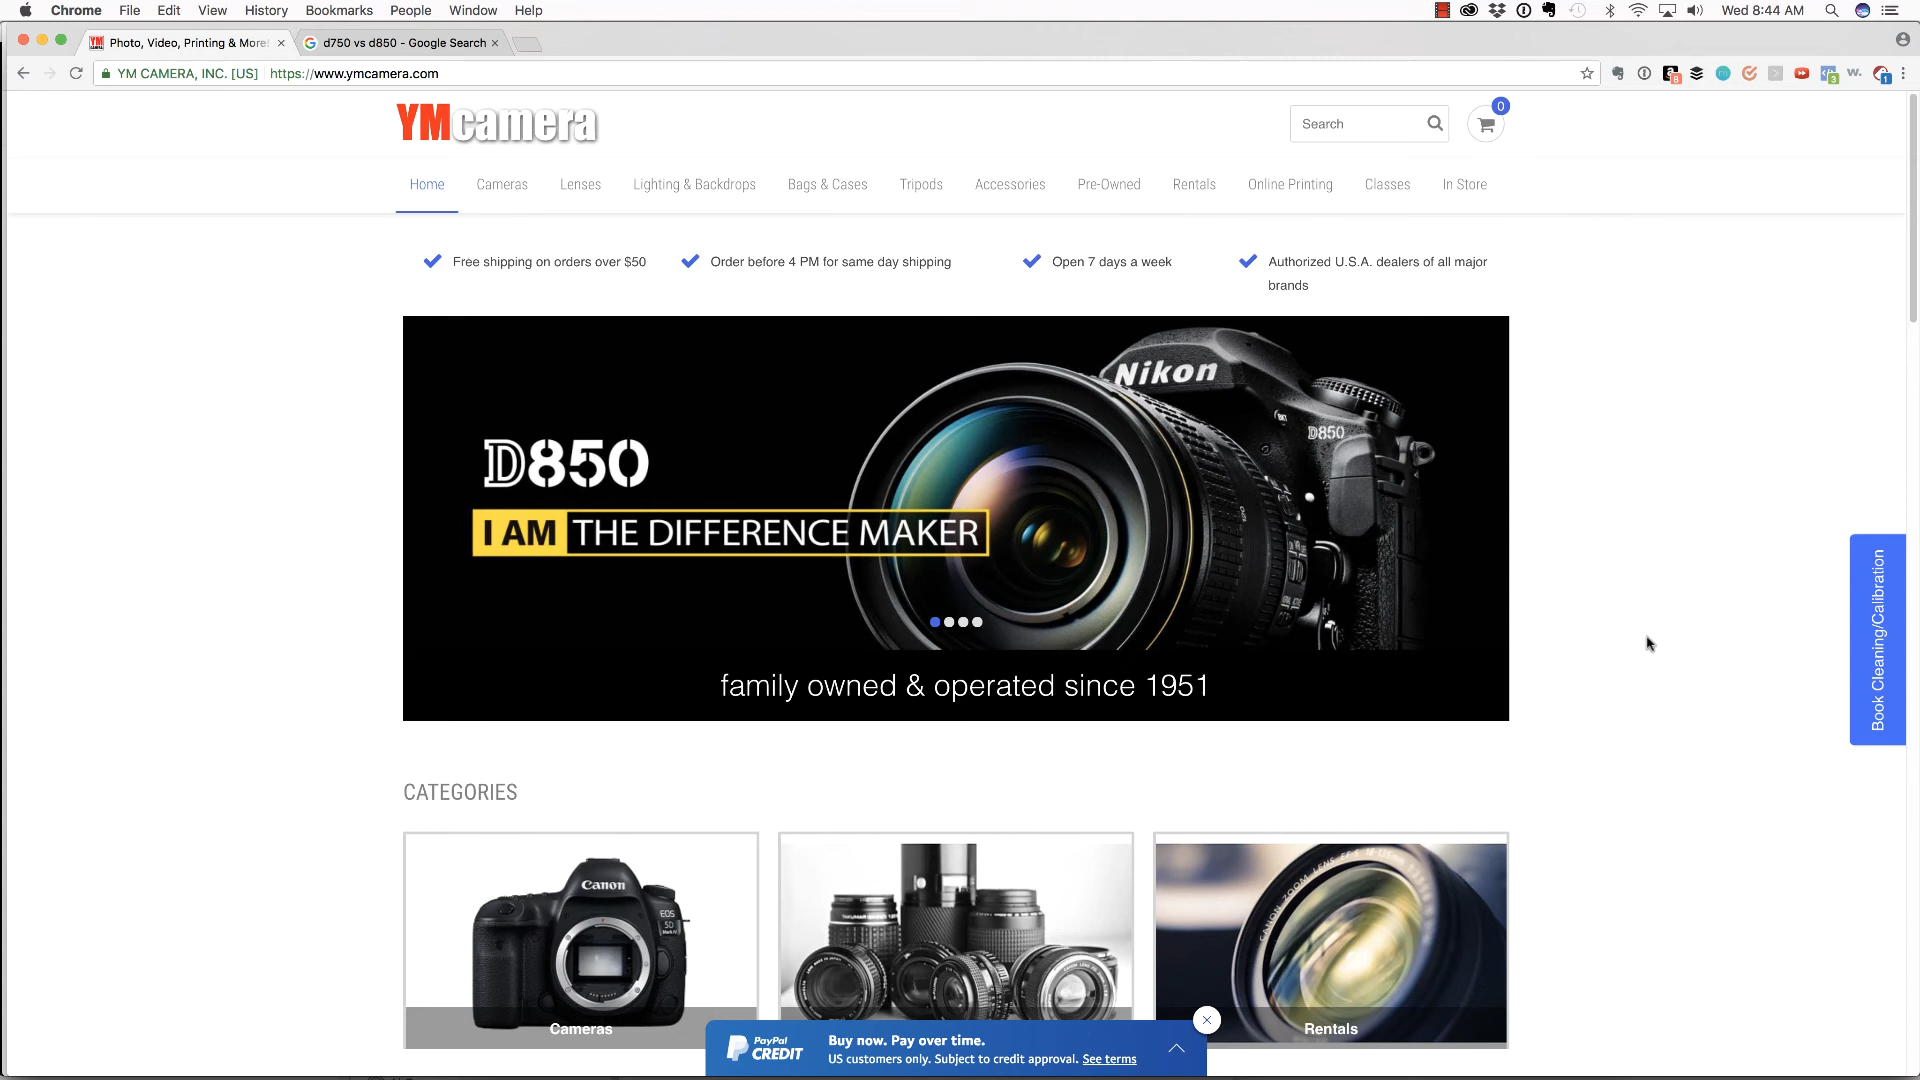 Chrome File Edit View History Bookmarks People Window Help
Wed 8:44 AM
Photo, Video, Printing & More!
d750 vs d850 - Google Search
YM CAMERA, INC. [US] https://www.ymcamera.com
YMcamera
Search
0
Home Cameras Lenses Lighting & Backdrops Bags & Cases Tripods Accessories Pre-Owned Rentals Online Printing Classes In Store
Free shipping on orders over $50
Order before 4 PM for same day shipping
Open 7 days a week
Authorized U.S.A. dealers of all major
brands
Nikon
D850
D850
I AM THE DIFFERENCE MAKER
family owned & operated since 1951
Book Cleaning/Calibration
CATEGORIES
Canon
EOS
5D
Mark IV
Cameras
Rentals
PayPal
CREDIT
Buy now. Pay over time.
US customers only. Subject to credit approval. See terms